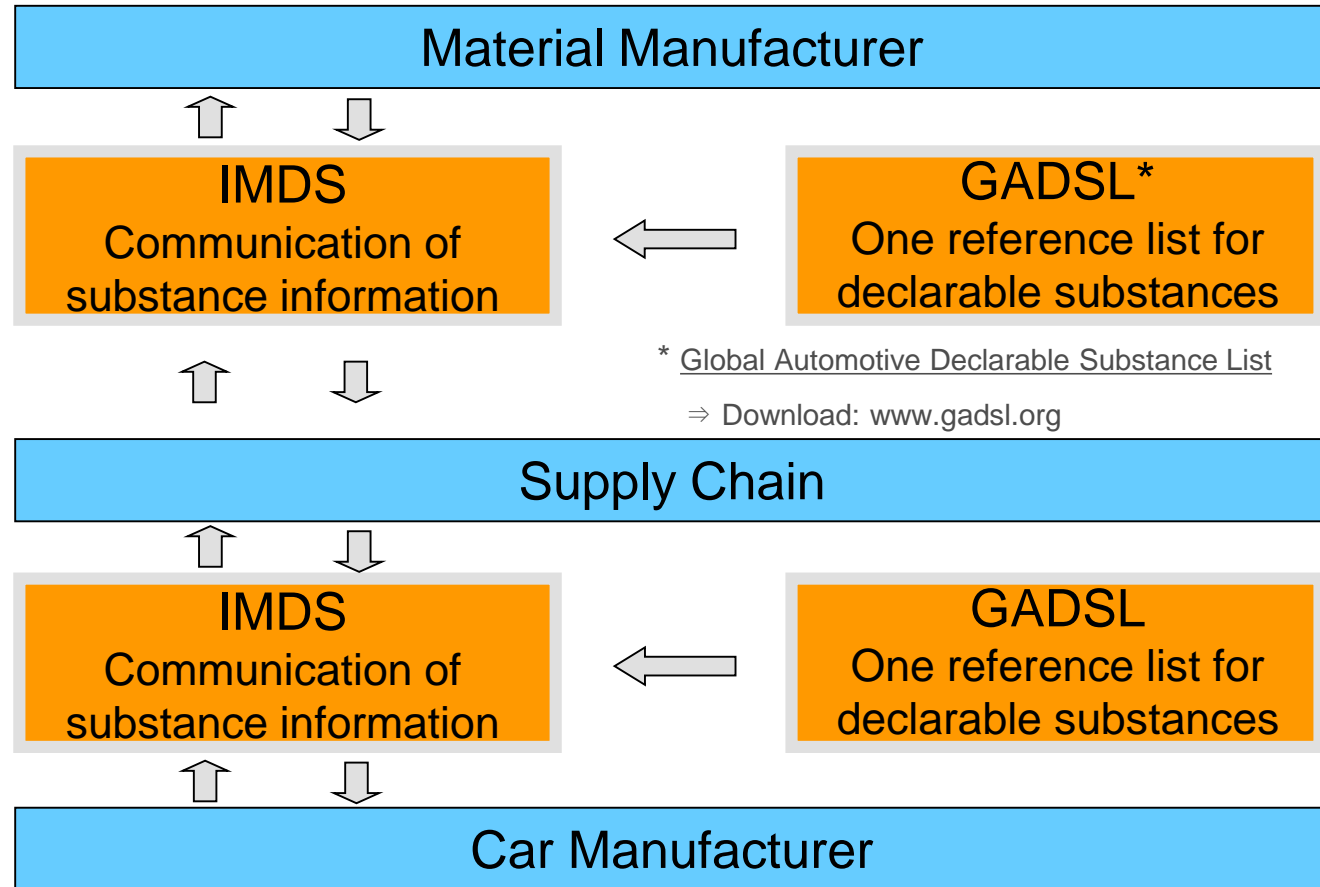 Material Manufacturer
IMDS
Communication of
substance information
GADSL*
One reference list for
declarable substances
* Global Automotive Declarable Substance List
⇒ Download: www.gadsl.org
Supply Chain
IMDS
Communication of
substance information
GADSL
One reference list for
declarable substances
Car Manufacturer